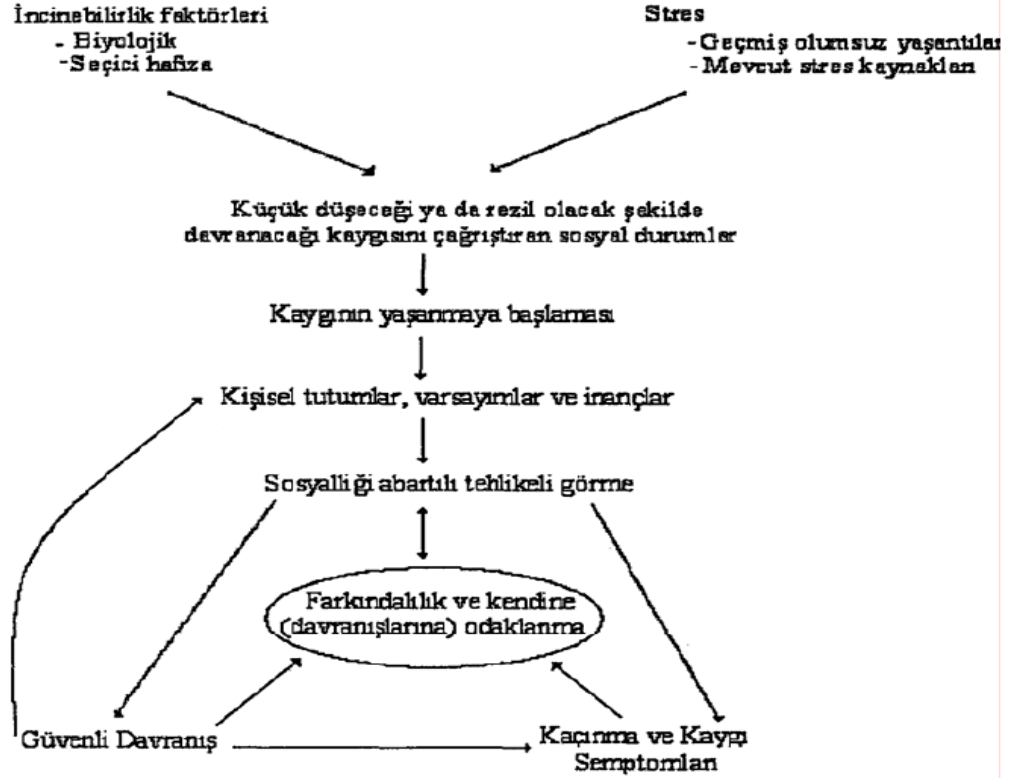 İncinebilirlik faktörleri
- Biyolojik
-Seçici hafıza
Stres
-Geçmiş olumsuz yaşantılar
- Mevcut stres kaynakları
Küçük düşeceği ya da rezil olacak şekilde
davranacağı kaygısını çağrıştıran sosyal durumlar
Kaygının yaşanmaya başlaması
Kişisel tutumlar, varsayımlar ve inançlar
Sosyalliği abartılı tehlikeli görme
Farkındalılık ve kendine
(davranışlarına) odaklanma
Güvenli Davranış
Kaçınma ve Kaygı
Semptomları